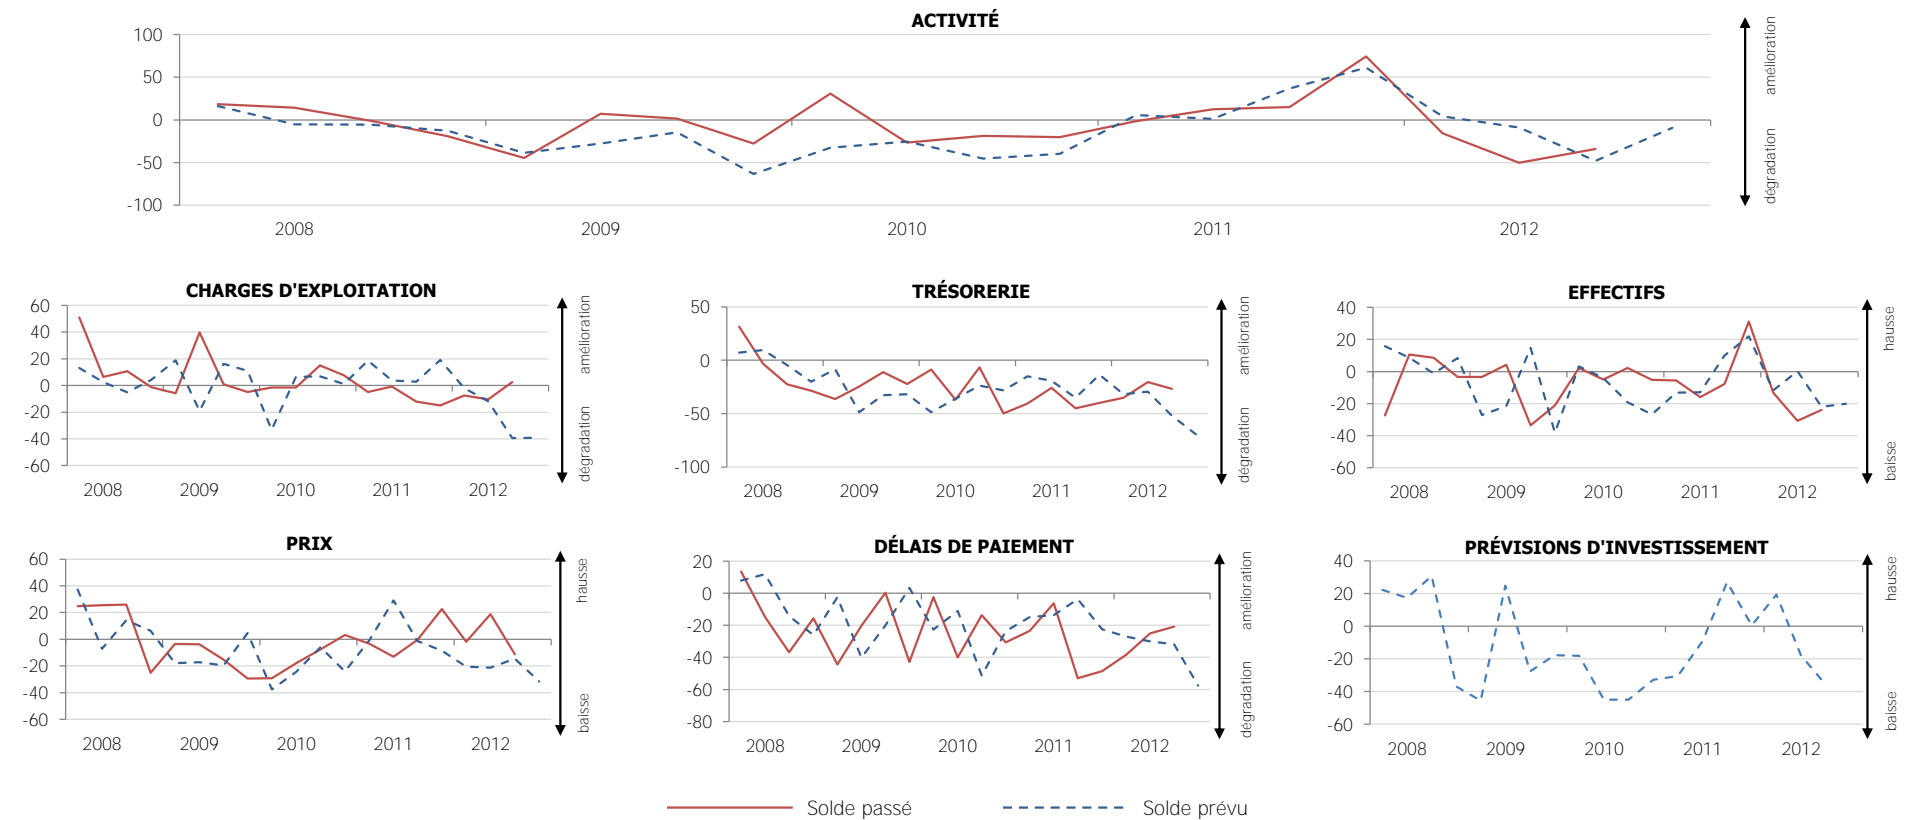 ACTIVITÉ
100
50
0
-50
-100
2008 2009 2010 2011 2012
amélioration
dégradation
CHARGES D'EXPLOITATION
60
40
20
0
-20
-40
-60
2008 2009 2010 2011 2012
amélioration
dégradation
TRÉSORERIE
50
0
-50
-100
2008 2009 2010 2011 2012
amélioration
dégradation
EFFECTIFS
40
20
0
-20
-40
-60
2008 2009 2010 2011 2012
hausse
baisse
PRIX
60
40
20
0
-20
-40
-60
2008 2009 2010 2011 2012
hausse
baisse
DÉLAIS DE PAIEMENT
20
0
-20
-40
-60
-80
2008 2009 2010 2011 2012
amélioration
dégradation
PRÉVISIONS D'INVESTISSEMENT
40
20
0
-20
-40
-60
2008 2009 2010 2011 2012
hausse
baisse
Solde passé Solde prévu